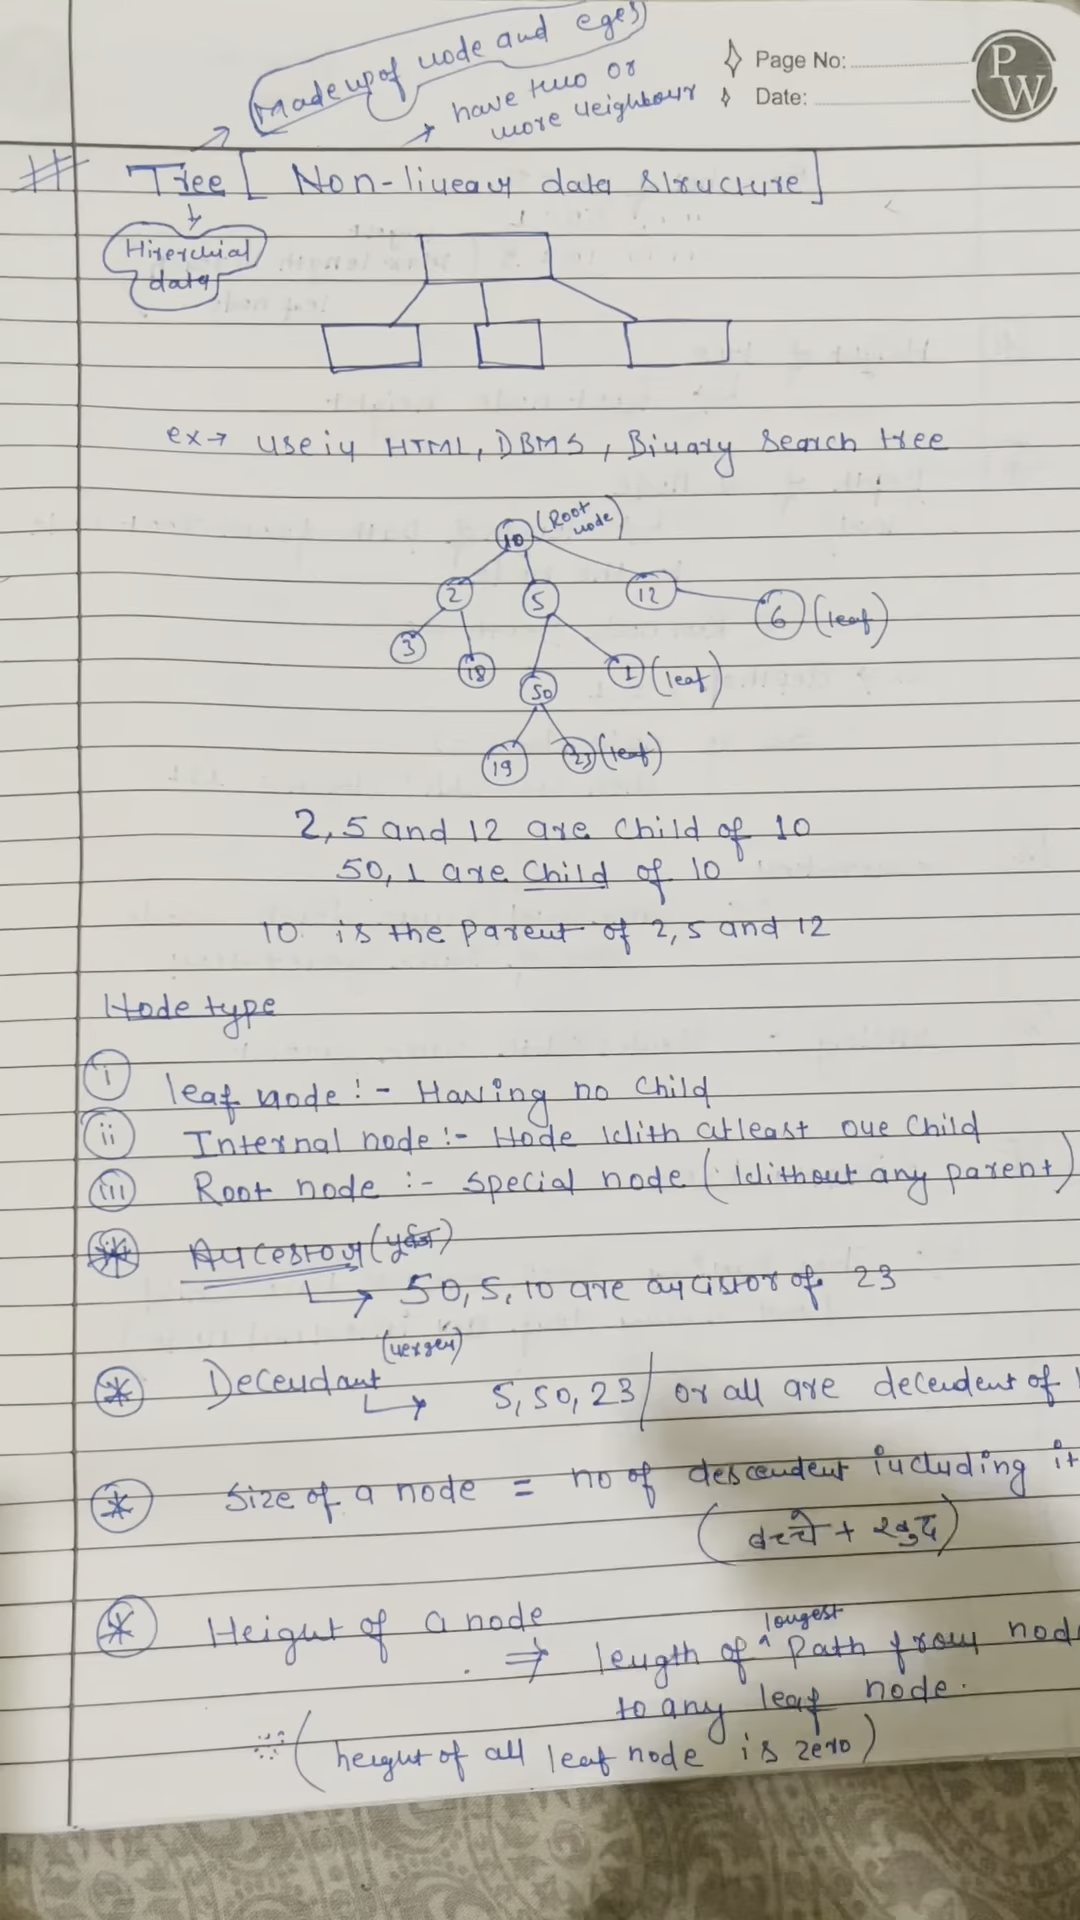 Made up of node and eges
have two or
more neighbour
Page No:
Date:
PW
# Tree [ Non-linear data structure ]
Hirerchial
data
ex → use in HTML, DBMS, Binary Search tree
10 (Root node)
2 5 12 6 (leaf)
3 18 50 1 (leaf)
19 23 (leaf)
2, 5 and 12 are Child of 10
50, 1 are Child of 10
10 is the Parent of 2, 5 and 12
Node type
i leaf node :- Having no Child
ii Internal node :- Node With atleast one Child
iii Root node :- special node (Without any parent)
* Ancestor (पूर्वज)
↳ 50, 5, 10 are ancistor of 23
* Decendant
↳ 5, 50, 23 / or all are decendent of 1
* Size of a node = no of descendent including it
(बच्चे + खुद)
* Height of a node
⇒ length of ^ longest Path from nod
to any leaf node.
(height of all leaf node is zero)